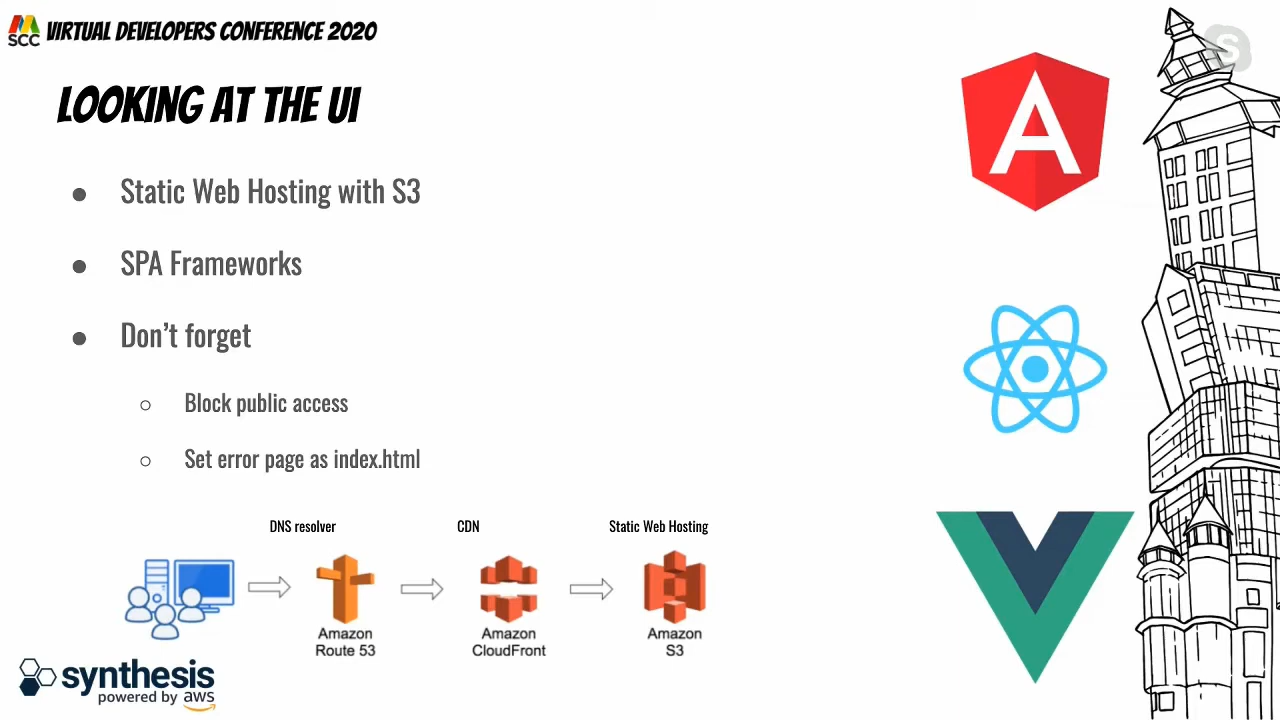 SCC VIRTUAL DEVELOPERS CONFERENCE 2020
LOOKING AT THE UI
● Static Web Hosting with S3
● SPA Frameworks
● Don't forget
○ Block public access
○ Set error page as index.html
DNS resolver
CDN
Static Web Hosting
Amazon
Route 53
Amazon
CloudFront
Amazon
S3
synthesis
powered by aws
A
S